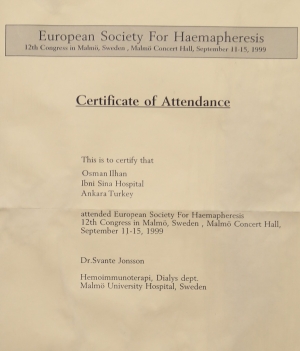 European Society For Haemapheresis
12th Congress in Malmö, Sweden , Malmö Concert Hall, September 11-15, 1999
Certificate of Attendance
This is to certify that
Osman Ilhan
Ibni Sina Hospital
Ankara Turkey
attended European Society For Haemapheresis
12th Congress in Malmö, Sweden , Malmö Concert Hall,
September 11-15, 1999
Dr.Svante Jonsson
Hemoimmunoterapi, Dialys dept.
Malmö University Hospital, Sweden